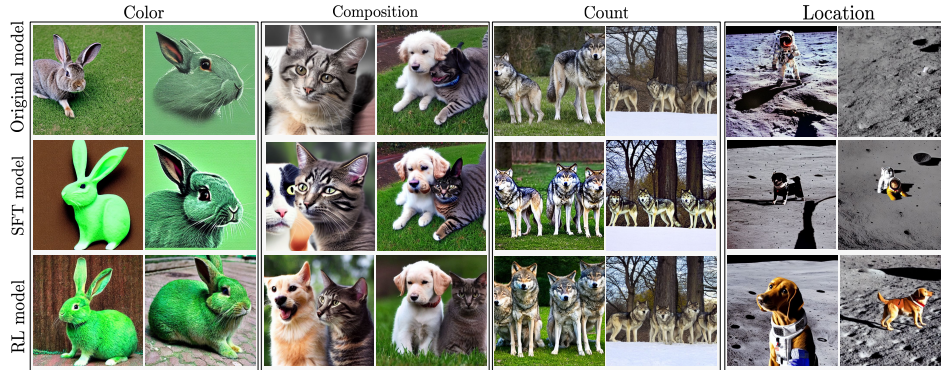 Color
Composition
Count
Location
Original model
SFT model
RL model